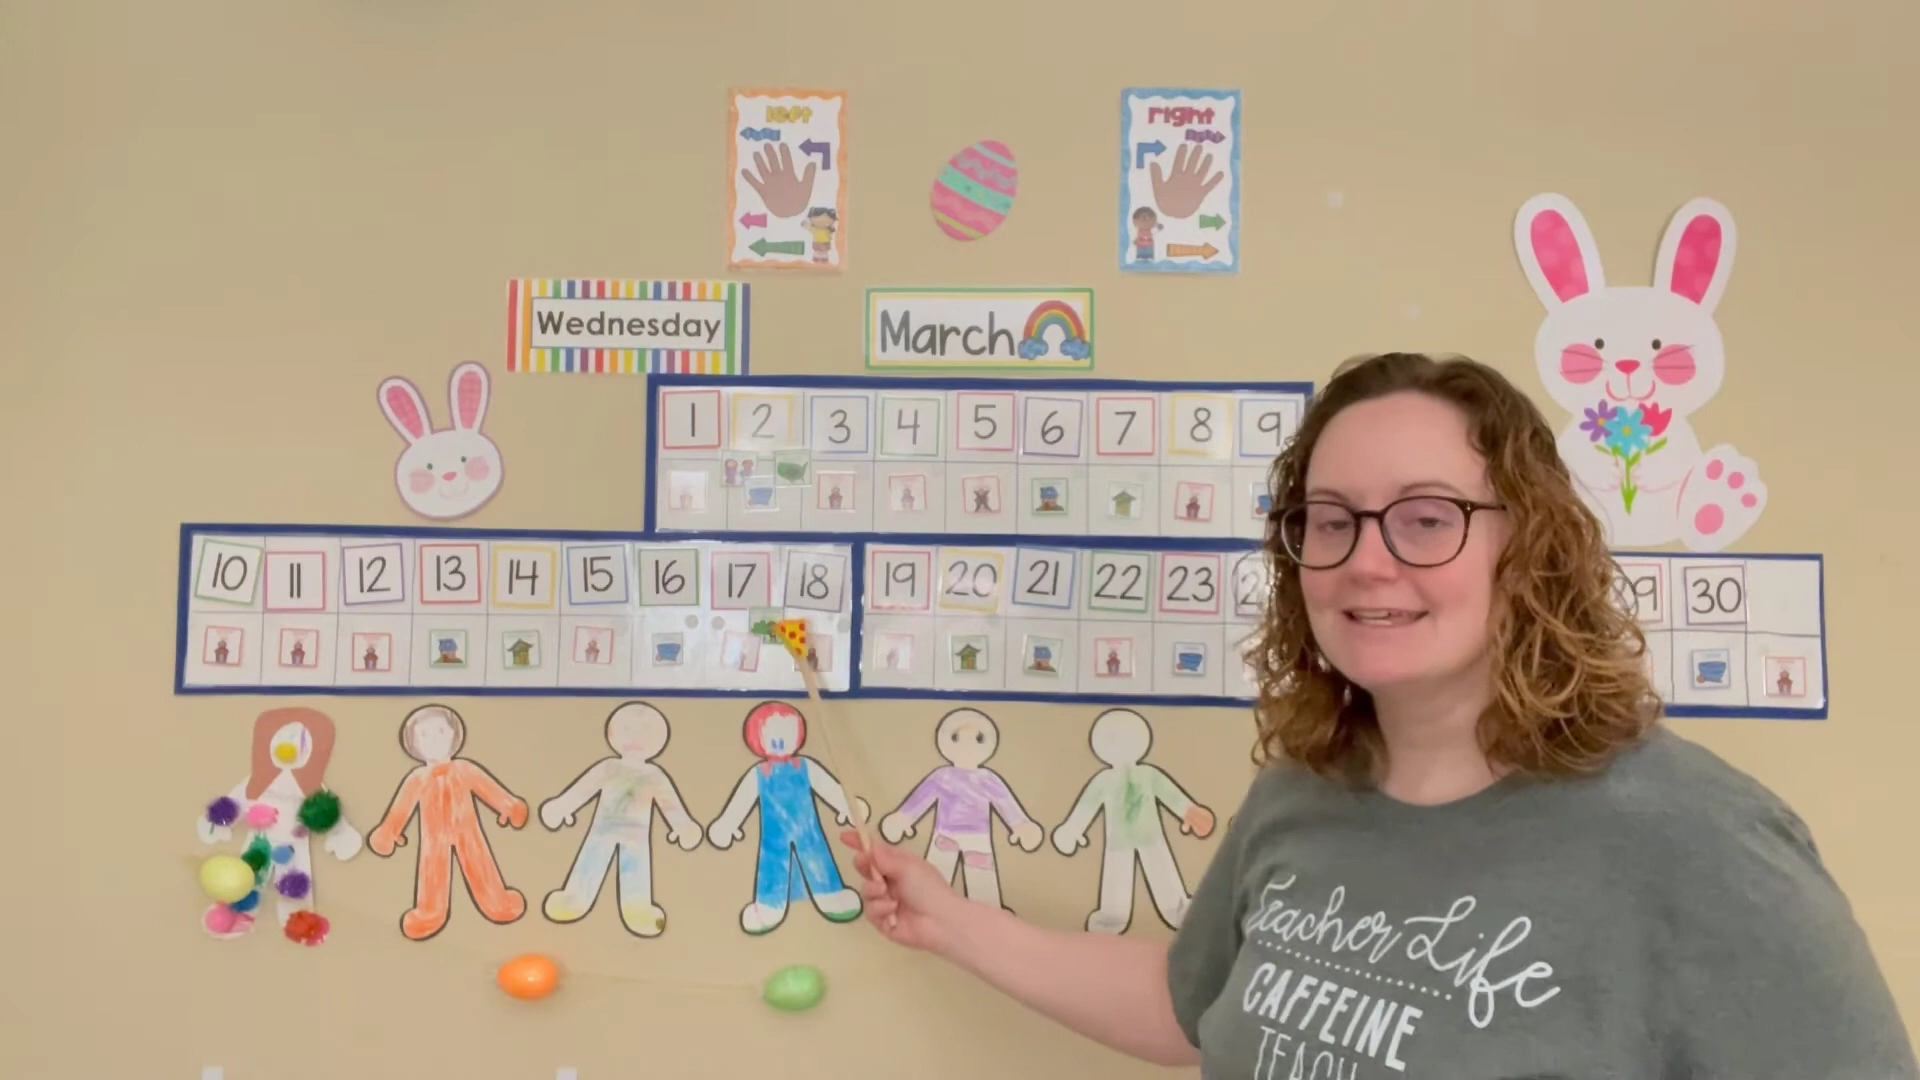 left
right
Wednesday
March
1 2 3 4 5 6 7 8 9
10 11 12 13 14 15 16 17 18 19 20 21 22 23 30
Teacher Life
CAFFEINE
TEACH